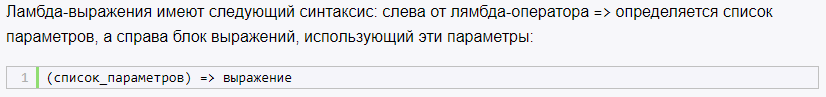 Ламбда-выражения имеют следующий синтаксис: слева от лямбда-оператора => определяется список
параметров, а справа блок выражений, использующий эти параметры:
1 (список_параметров) => выражение